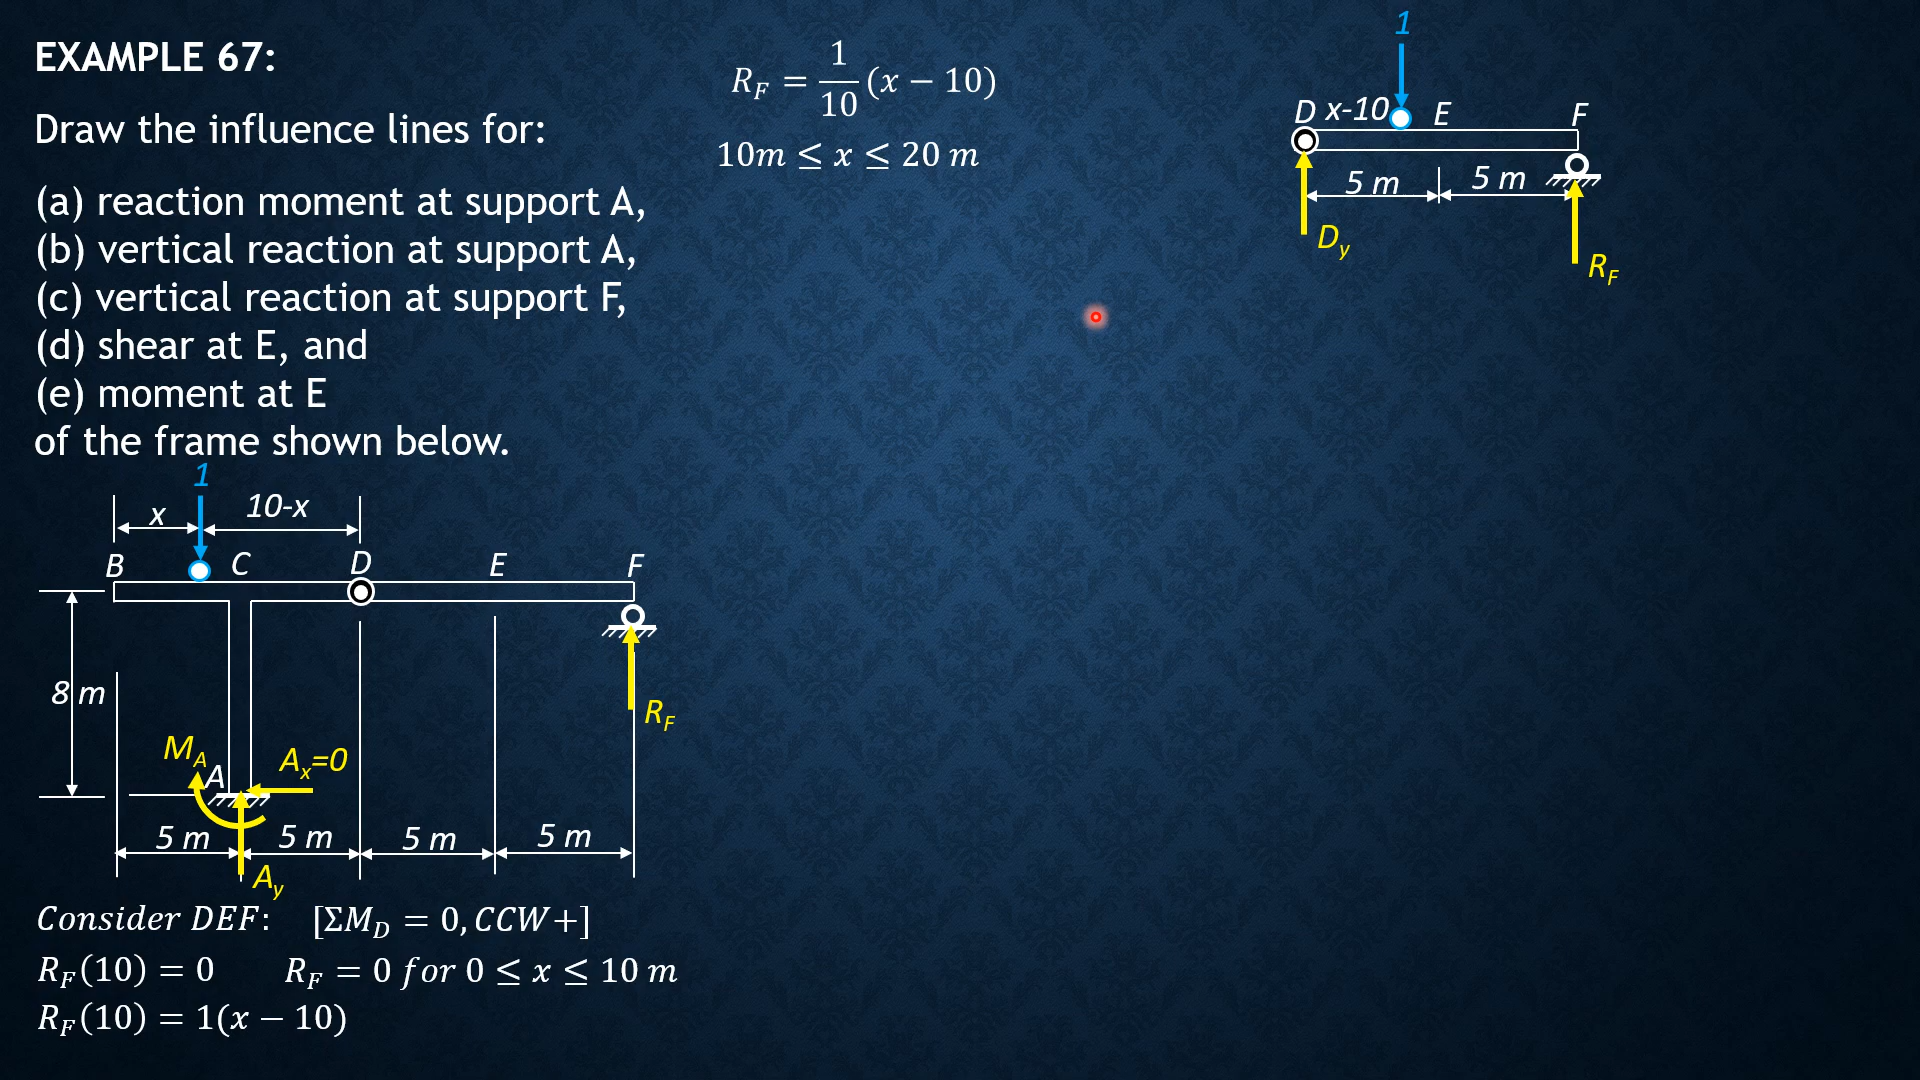 EXAMPLE 67:
Draw the influence lines for:
(a) reaction moment at support A,
(b) vertical reaction at support A,
(c) vertical reaction at support F,
(d) shear at E, and
(e) moment at E
of the frame shown below.
1
x
10-x
B
C
D
E
F
8 m
M_A
A
A_x=0
R_F
5 m
5 m
5 m
5 m
A_y
Consider DEF: [ΣM_D = 0, CCW +]
R_F(10) = 0 R_F = 0 for 0 ≤ x ≤ 10 m
R_F(10) = 1(x − 10)
R_F = 1/10 (x − 10)
10m ≤ x ≤ 20 m
1
D
x-10
E
F
5 m
5 m
D_y
R_F